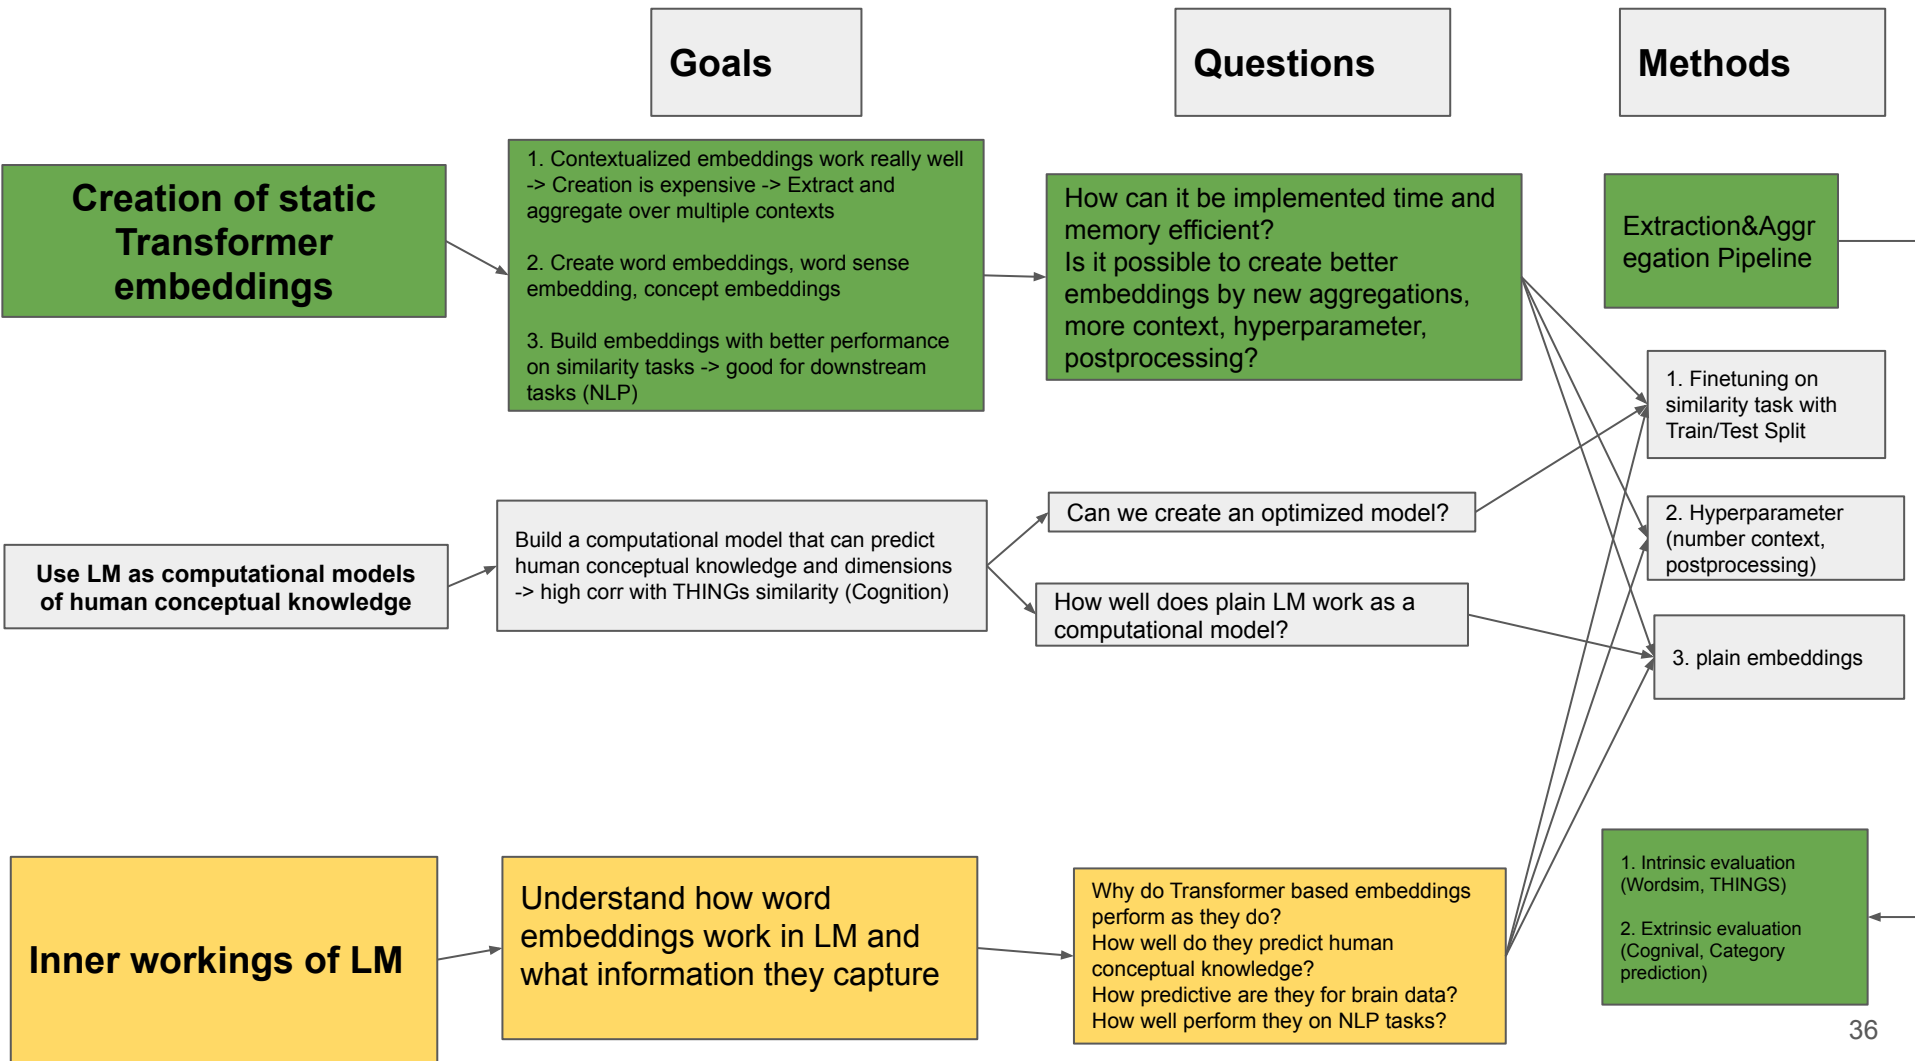 Goals
Questions
Methods
Creation of static
Transformer
embeddings
1. Contextualized embeddings work really well
-> Creation is expensive -> Extract and
aggregate over multiple contexts
2. Create word embeddings, word sense
embedding, concept embeddings
3. Build embeddings with better performance
on similarity tasks -> good for downstream
tasks (NLP)
How can it be implemented time and
memory efficient?
Is it possible to create better
embeddings by new aggregations,
more context, hyperparameter,
postprocessing?
Extraction&Aggr
egation Pipeline
1. Finetuning on
similarity task with
Train/Test Split
Use LM as computational models
of human conceptual knowledge
Build a computational model that can predict
human conceptual knowledge and dimensions
-> high corr with THINGs similarity (Cognition)
Can we create an optimized model?
How well does plain LM work as a
computational model?
2. Hyperparameter
(number context,
postprocessing)
3. plain embeddings
Inner workings of LM
Understand how word
embeddings work in LM and
what information they capture
Why do Transformer based embeddings
perform as they do?
How well do they predict human
conceptual knowledge?
How predictive are they for brain data?
How well perform they on NLP tasks?
1. Intrinsic evaluation
(Wordsim, THINGS)
2. Extrinsic evaluation
(Cognival, Category
prediction)
36